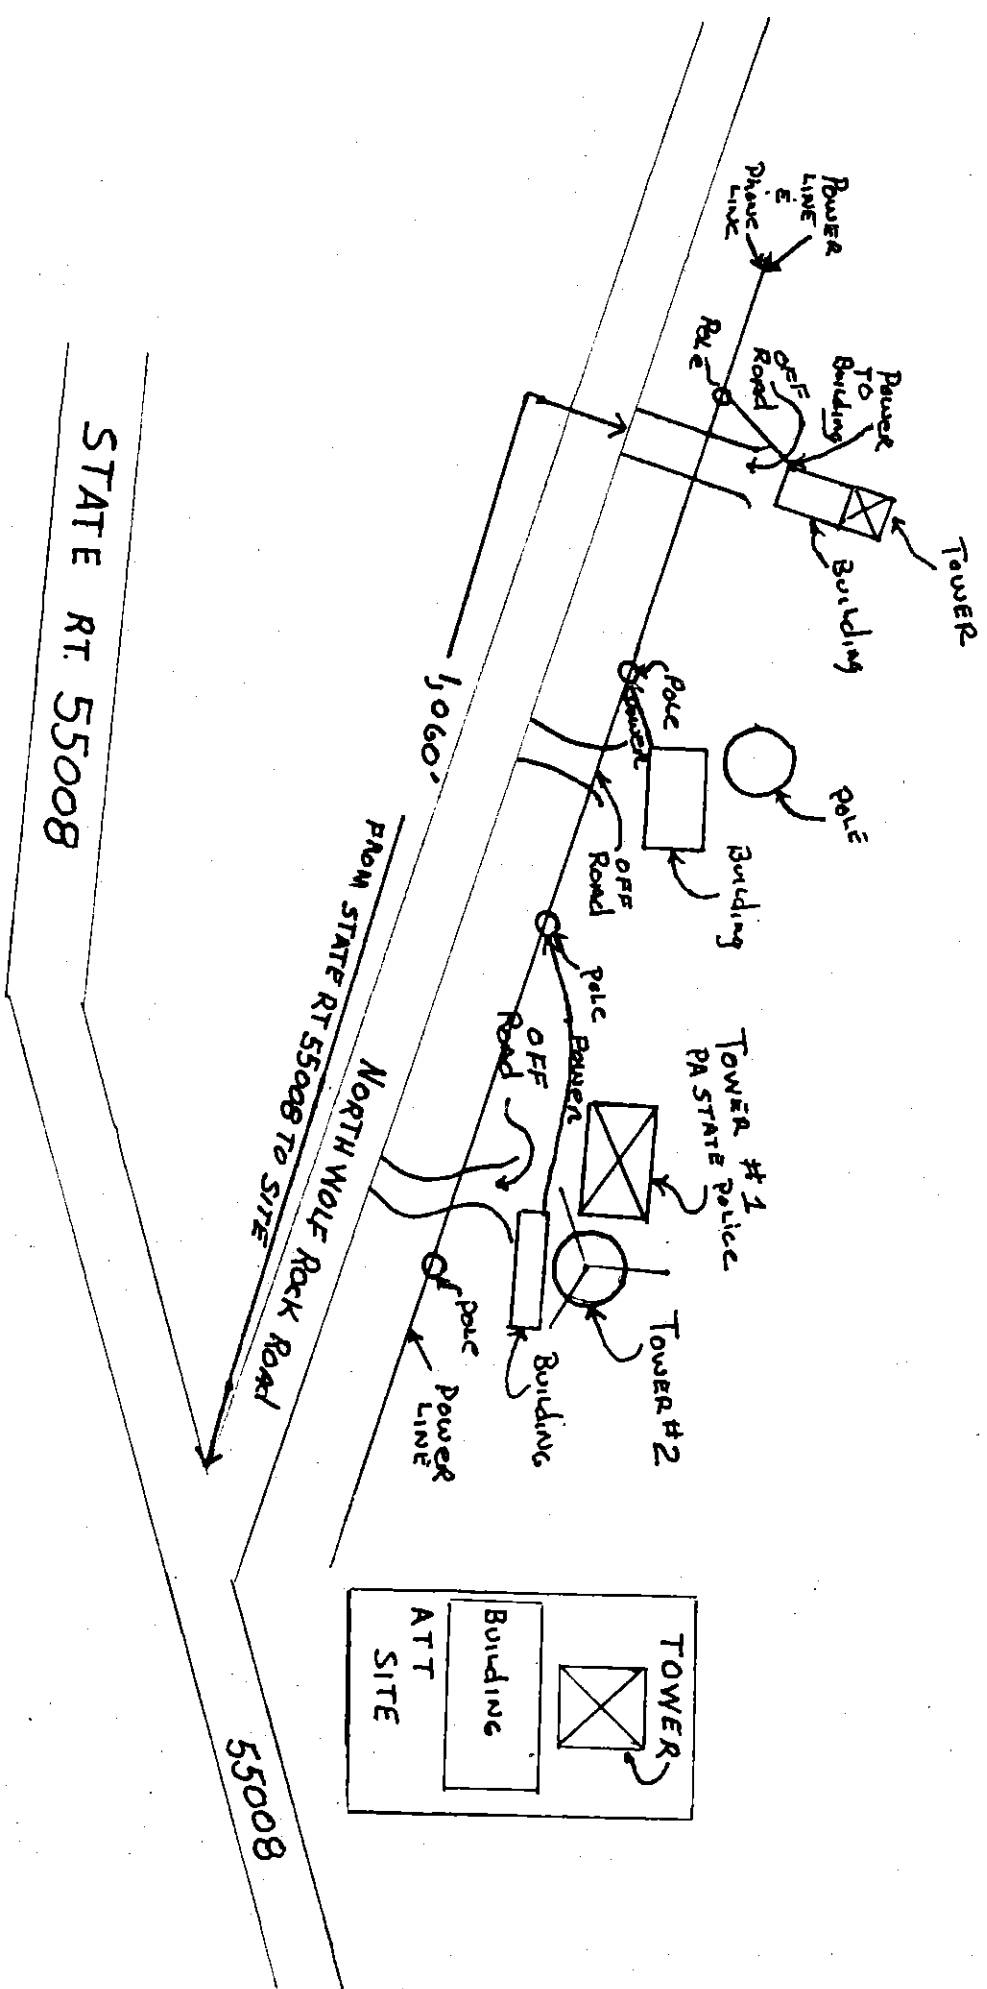 POWER
LINE
&
Phone
LINE
Pole
OFF
Road
Power
TO
Building
TOWER
Building
Pole
Power
POLE
Building
OFF
Road
1,060'
FROM STATE RT 55008 TO SITE
NORTH WOLF ROCK ROAD
STATE RT. 55008
Pole
Power
OFF
Road
TOWER #1
PA STATE POLICE
TOWER #2
Building
Pole
POWER
LINE
TOWER
BuildING
ATT
SITE
55008